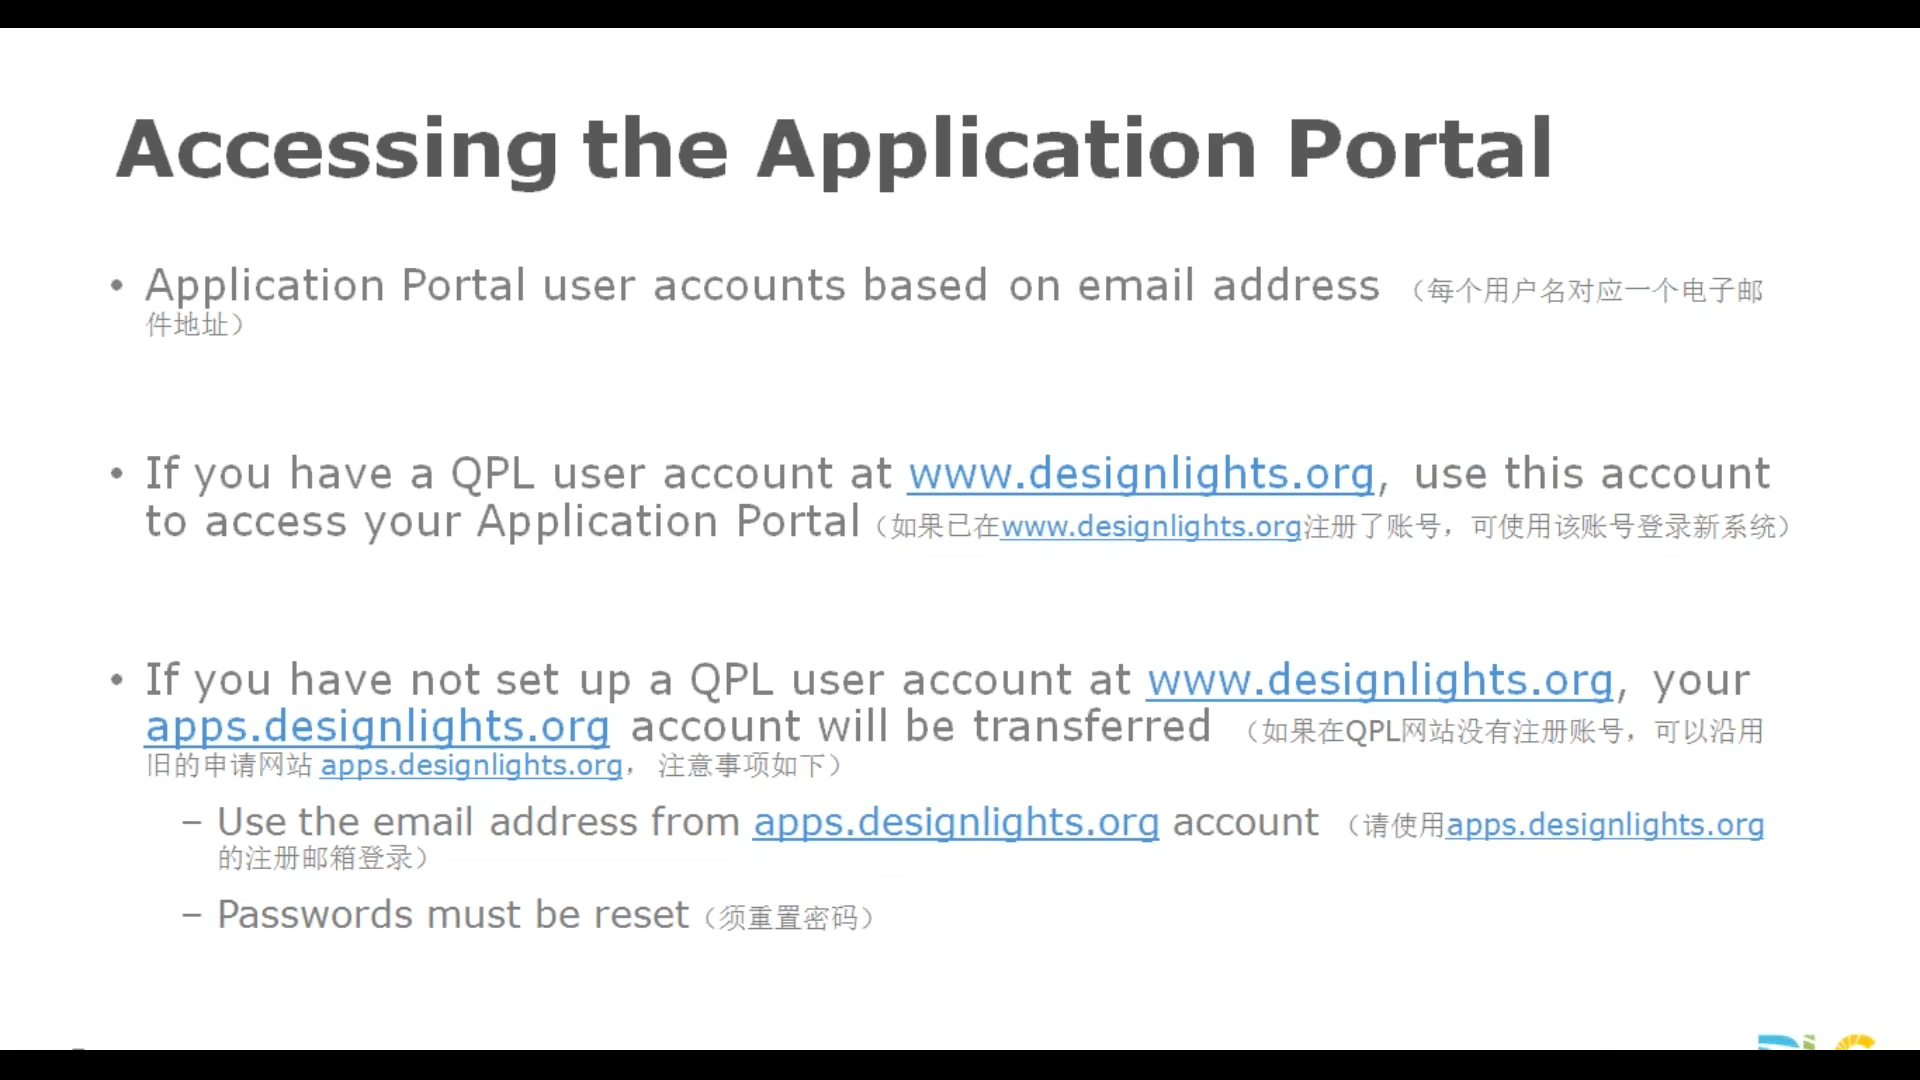 Accessing the Application Portal
• Application Portal user accounts based on email address （每个用户名对应一个电子邮
件地址）
• If you have a QPL user account at www.designlights.org, use this account
to access your Application Portal（如果已在www.designlights.org注册了账号，可使用该账号登录新系统）
• If you have not set up a QPL user account at www.designlights.org, your
apps.designlights.org account will be transferred （如果在QPL网站没有注册账号，可以沿用
旧的申请网站 apps.designlights.org， 注意事项如下）
– Use the email address from apps.designlights.org account （请使用apps.designlights.org
的注册邮箱登录）
– Passwords must be reset（须重置密码）